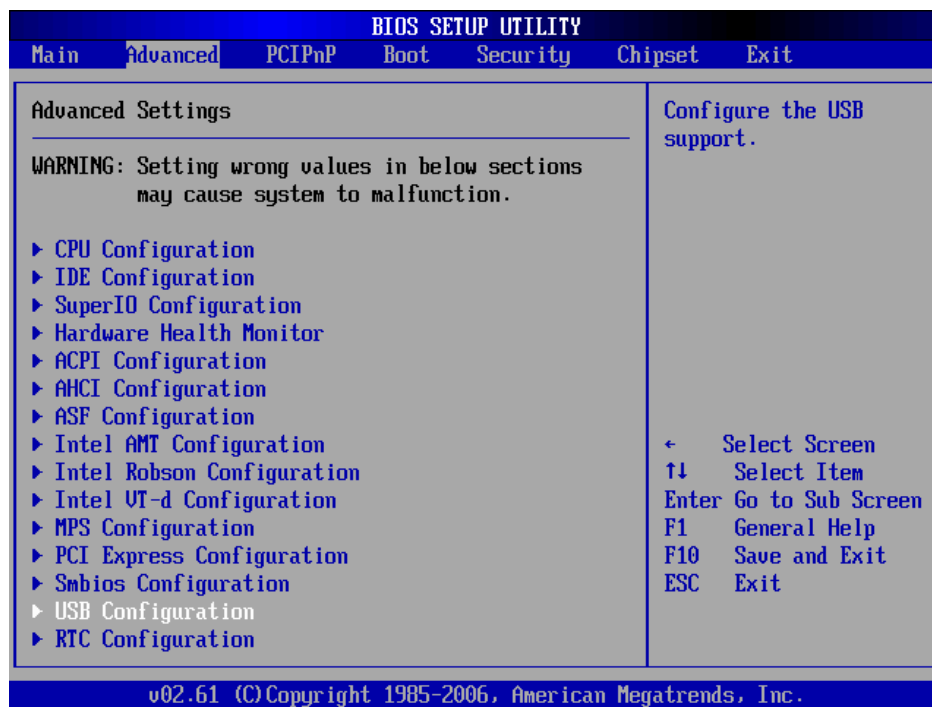 BIOS SETUP UTILITY
Main Advanced PCIPnP Boot Security Chipset Exit
Advanced Settings
WARNING: Setting wrong values in below sections
may cause system to malfunction.
▶ CPU Configuration
▶ IDE Configuration
▶ SuperIO Configuration
▶ Hardware Health Monitor
▶ ACPI Configuration
▶ AHCI Configuration
▶ ASF Configuration
▶ Intel AMT Configuration
▶ Intel Robson Configuration
▶ Intel VT-d Configuration
▶ MPS Configuration
▶ PCI Express Configuration
▶ Smbios Configuration
▶ USB Configuration
▶ RTC Configuration
Configure the USB
support.
← Select Screen
↑↓ Select Item
Enter Go to Sub Screen
F1 General Help
F10 Save and Exit
ESC Exit
v02.61 (C)Copyright 1985-2006, American Megatrends, Inc.